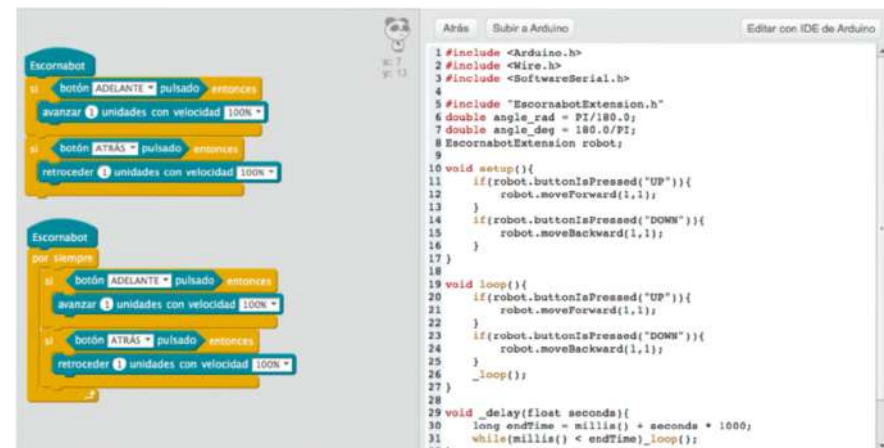 Escornabot
si botón ADELANTE pulsado entonces
avanzar 1 unidades con velocidad 100%
si botón ATRÁS pulsado entonces
retroceder 1 unidades con velocidad 100%
Escornabot
por siempre
si botón ADELANTE pulsado entonces
avanzar 1 unidades con velocidad 100%
si botón ATRÁS pulsado entonces
retroceder 1 unidades con velocidad 100%
x: 7
y: 13
Atrás Subir a Arduino Editar con IDE de Arduino
1 #include <Arduino.h>
2 #include <Wire.h>
3 #include <SoftwareSerial.h>
4
5 #include "EscornabotExtension.h"
6 double angle_rad = PI/180.0;
7 double angle_deg = 180.0/PI;
8 EscornabotExtension robot;
9
10 void setup(){
11 if(robot.buttonIsPressed("UP")){
12 robot.moveForward(1,1);
13 }
14 if(robot.buttonIsPressed("DOWN")){
15 robot.moveBackward(1,1);
16 }
17 }
18
19 void loop(){
20 if(robot.buttonIsPressed("UP")){
21 robot.moveForward(1,1);
22 }
23 if(robot.buttonIsPressed("DOWN")){
24 robot.moveBackward(1,1);
25 }
26 _loop();
27 }
28
29 void _delay(float seconds){
30 long endTime = millis() + seconds * 1000;
31 while(millis() < endTime)_loop();